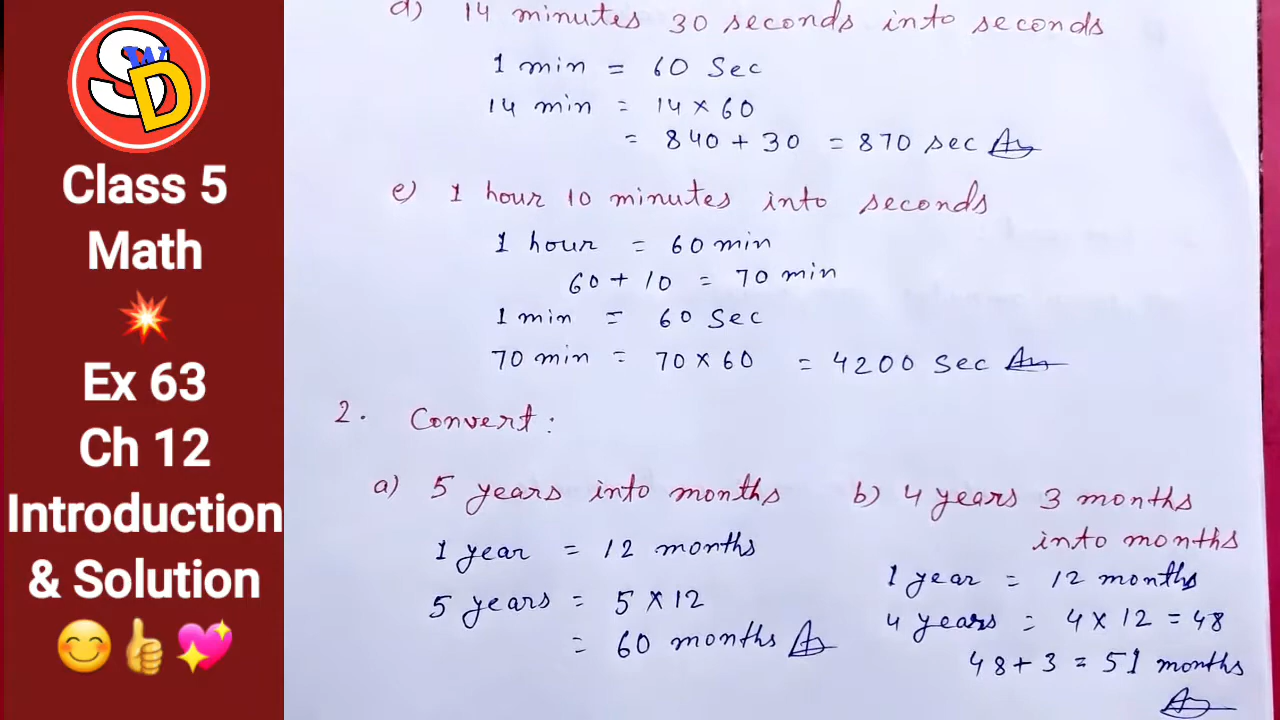 SWD
Class 5
Math
Ex 63
Ch 12
Introduction
& Solution
d) 14 minutes 30 seconds into seconds
1 min = 60 Sec
14 min = 14 × 60
= 840 + 30 = 870 sec Ans
e) 1 hour 10 minutes into seconds
1 hour = 60 min
60 + 10 = 70 min
1 min = 60 Sec
70 min = 70 × 60 = 4200 Sec Ans
2. Convert:
a) 5 years into months
1 year = 12 months
5 years = 5 × 12
= 60 months Ans
b) 4 years 3 months
into months
1 year = 12 months
4 years = 4 × 12 = 48
48 + 3 = 51 months
Ans